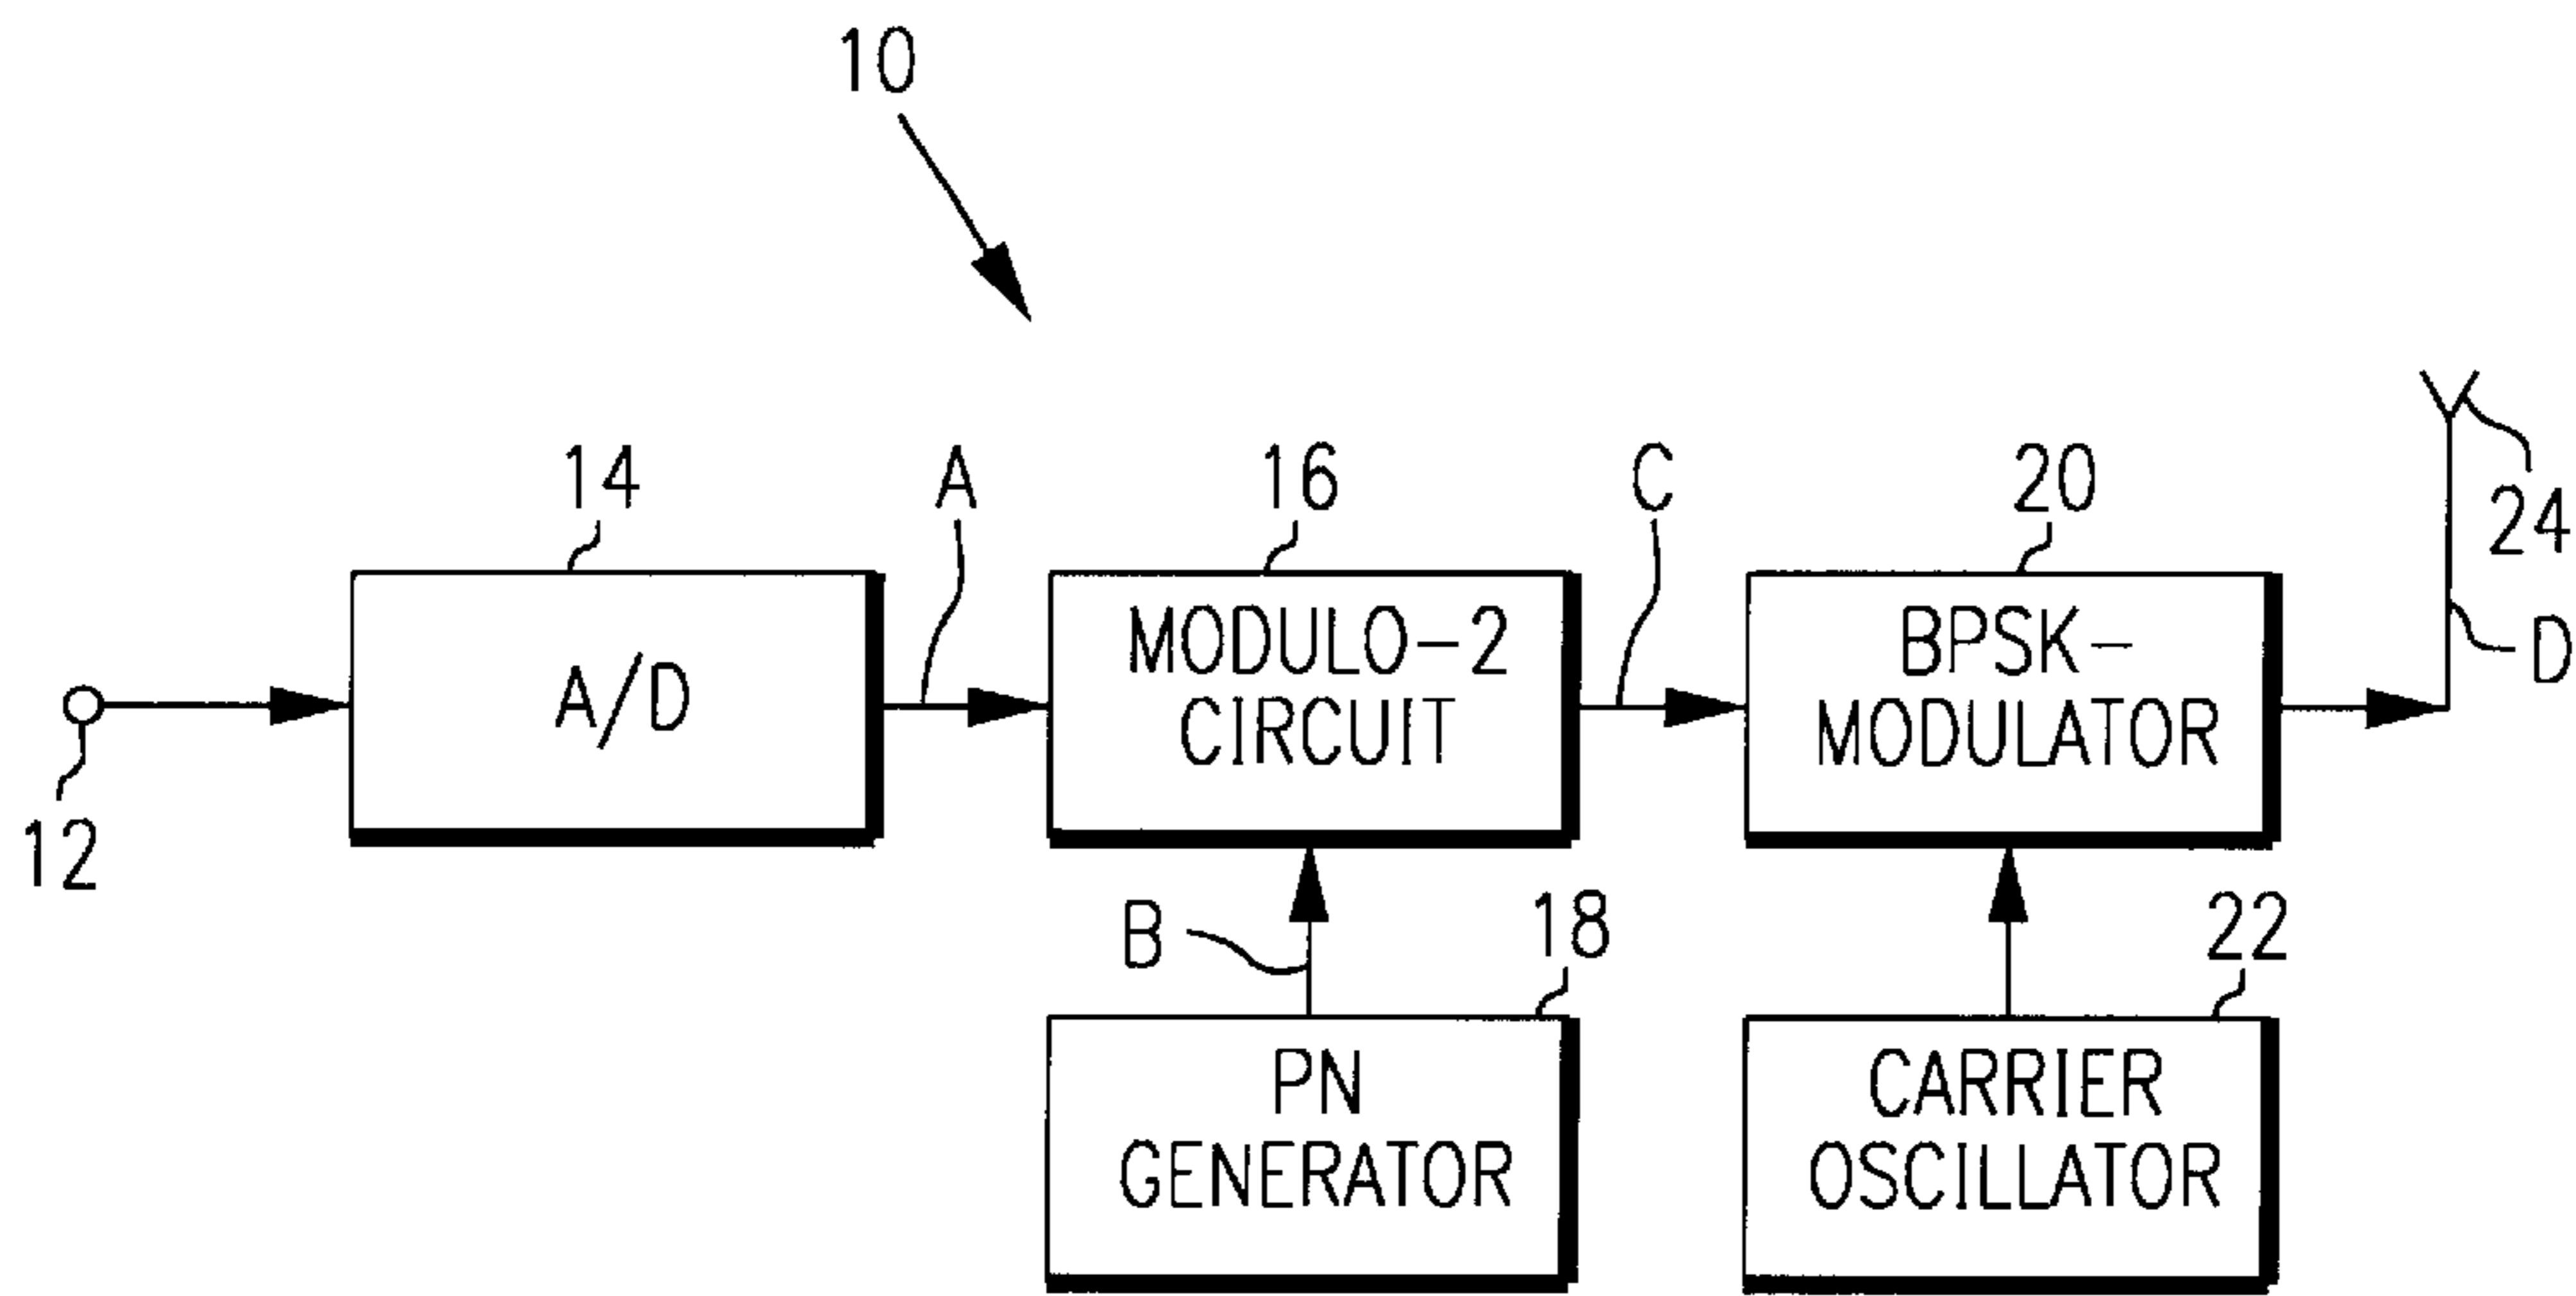 10
14
A
16
C
20
24
A/D
MODULO-2
CIRCUIT
BPSK-
MODULATOR
D
12
B
18
22
PN
GENERATOR
CARRIER
OSCILLATOR